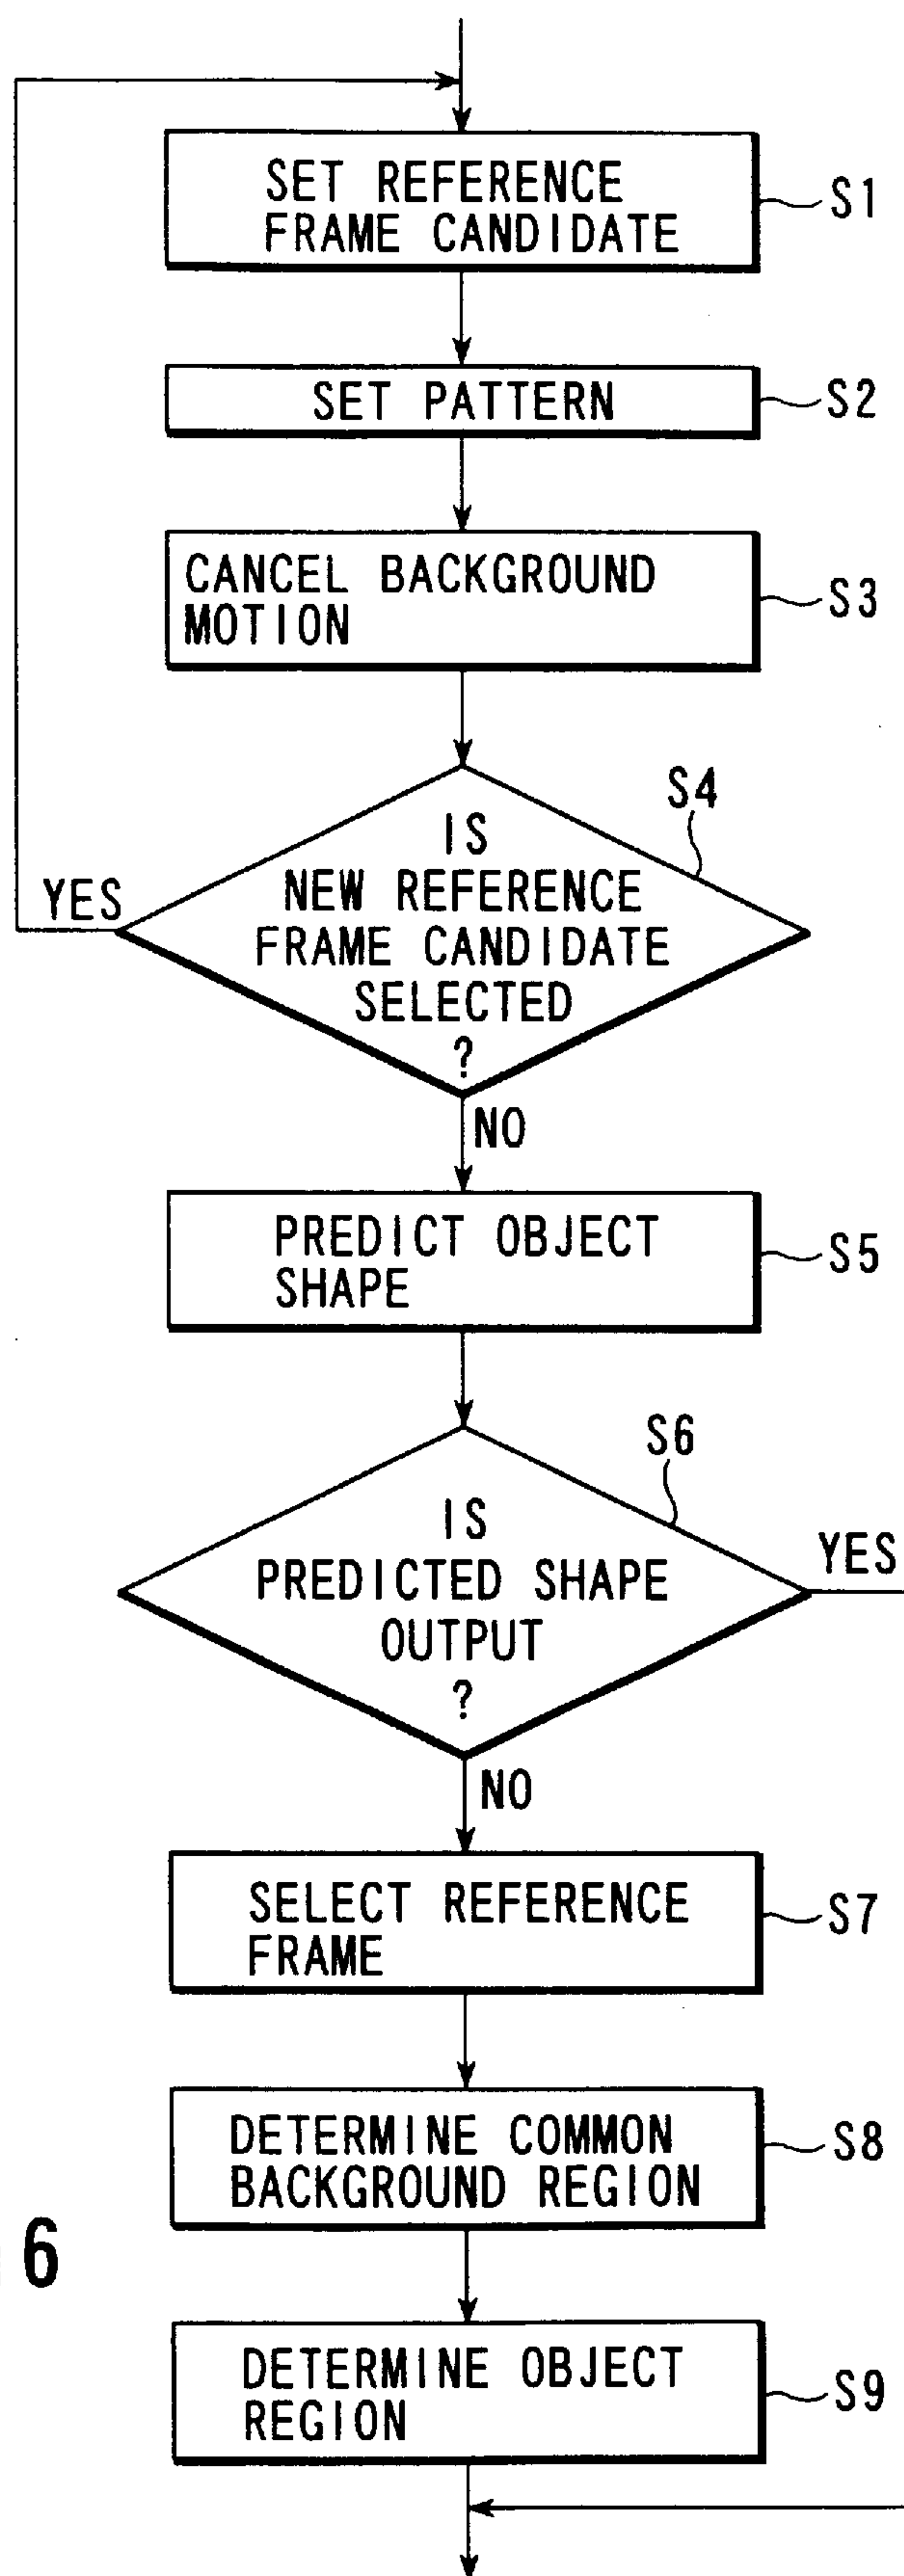 SET REFERENCE
FRAME CANDIDATE
S1
SET PATTERN
S2
CANCEL BACKGROUND
MOTION
S3
S4
IS
NEW REFERENCE
FRAME CANDIDATE
SELECTED
?
YES
NO
PREDICT OBJECT
SHAPE
S5
S6
IS
PREDICTED SHAPE
OUTPUT
?
YES
NO
SELECT REFERENCE
FRAME
S7
DETERMINE COMMON
BACKGROUND REGION
S8
6
DETERMINE OBJECT
REGION
S9